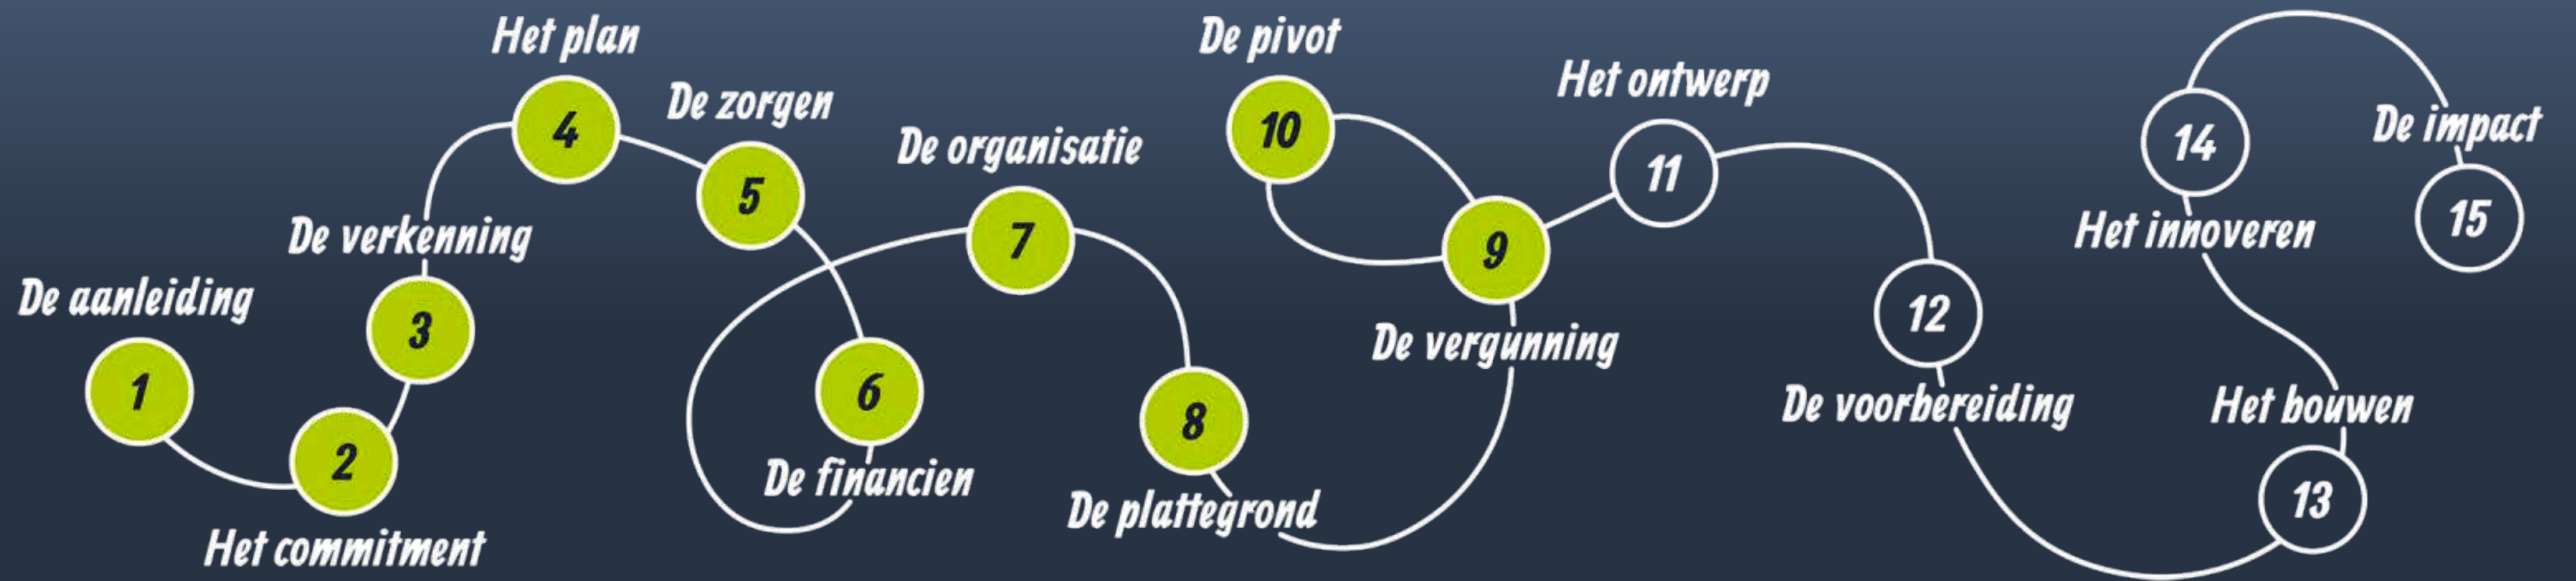 De aanleiding
1
2
Het commitment
De verkenning
3
Het plan
4
De zorgen
5
6
De financien
De organisatie
7
8
De plattegrond
9
De vergunning
De pivot
10
Het ontwerp
11
12
De voorbereiding
Het bouwen
13
14
Het innoveren
De impact
15